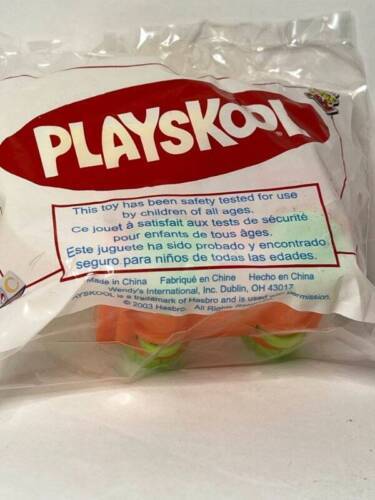 PLAYSKOOL
This toy has been safety tested for use
by children of all ages.
Ce jouet à satisfait aux tests de sécurité
pour enfants de tous âges.
Este juguete ha sido probado y encontrado
seguro para niños de todas las edades.
Made in China Fabriqué en Chine Hecho en China
Wendy's International, Inc. Dublin, OH 43017
PLAYSKOOL is a trademark of Hasbro and is used with Permission.
© 2003 Hasbro. All Rights